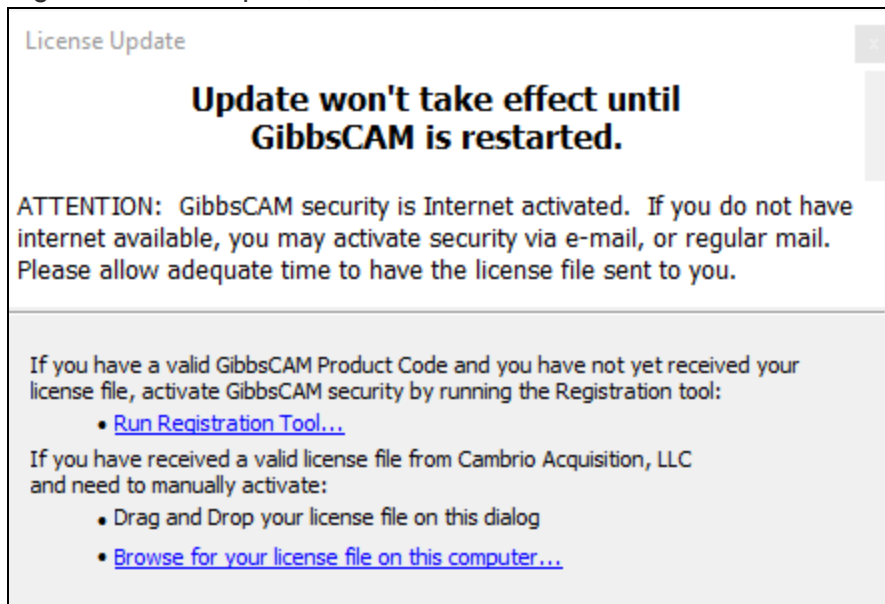 License Update
x
Update won't take effect until
GibbsCAM is restarted.
ATTENTION:  GibbsCAM security is Internet activated.  If you do not have
internet available, you may activate security via e-mail, or regular mail.
Please allow adequate time to have the license file sent to you.
If you have a valid GibbsCAM Product Code and you have not yet received your
license file, activate GibbsCAM security by running the Registration tool:
• Run Registration Tool...
If you have received a valid license file from Cambrio Acquisition, LLC
and need to manually activate:
• Drag and Drop your license file on this dialog
• Browse for your license file on this computer...